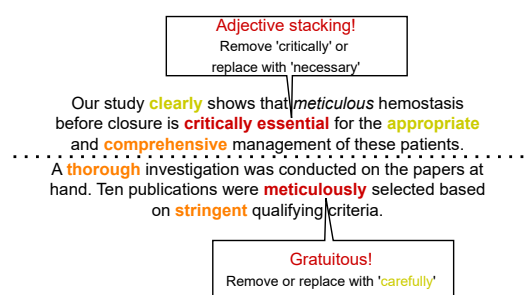 Adjective stacking!
Remove 'critically' or
replace with 'necessary'
Our study clearly shows that meticulous hemostasis
before closure is critically essential for the appropriate
and comprehensive management of these patients.
A thorough investigation was conducted on the papers at
hand. Ten publications were meticulously selected based
on stringent qualifying criteria.
Gratuitous!
Remove or replace with 'carefully'